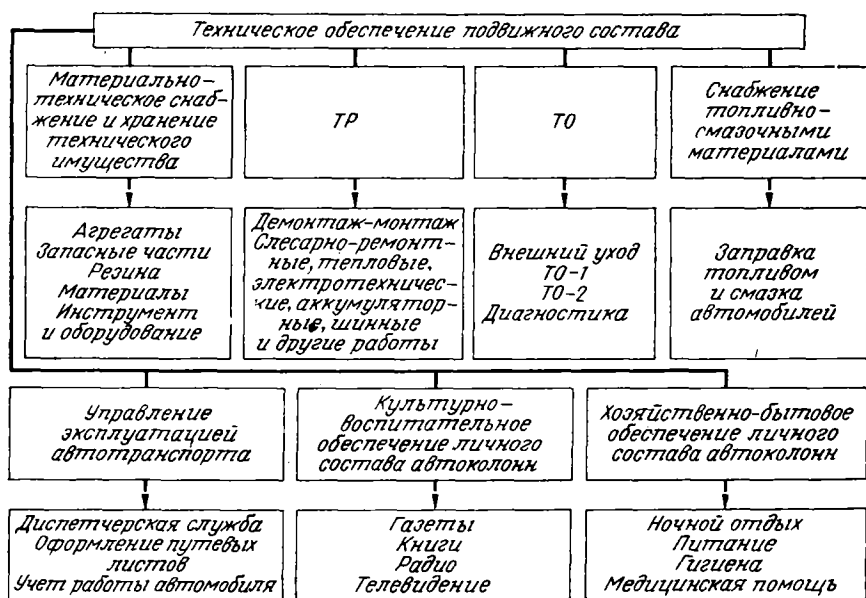 Техническое обеспечение подвижного состава
Материально-
техническое снаб-
жение и хранение
технического
имущества
ТР
ТО
Снабжение
топливно-
смазочными
материалами
Агрегаты
Запасные части
Резина
Материалы
Инструмент
и оборудование
Демонтаж-монтаж
Слесарно-ремонт-
ные, тепловые,
электротехничес-
кие, аккумулятор-
ные, шинные
и другие работы
Внешний уход
ТО-1
ТО-2
Диагностика
Заправка
топливом
и смазка
автомобилей
Управление
эксплуатацией
автотранспорта
Культурно-
воспитательное
обеспечение личного
состава автоколонн
Хозяйственно-бытовое
обеспечение личного
состава автоколонн
Диспетчерская служба
Оформление путевых
листов
Учет работы автомобиля
Газеты
Книги
Радио
Телевидение
Ночной отдых
Питание
Гигиена
Медицинская помощь